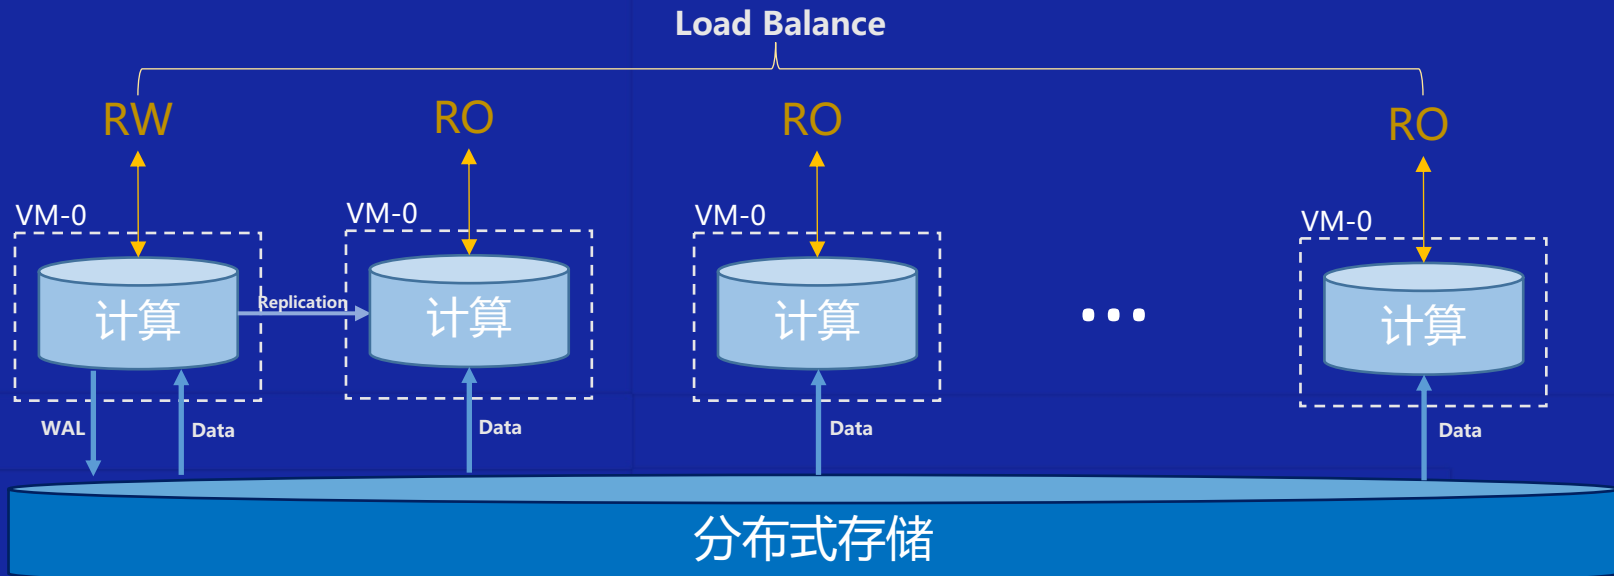 Load Balance
RW
RO
RO
RO
VM-0
VM-0
VM-0
VM-0
计算
Replication
计算
计算
...
计算
WAL
Data
Data
Data
Data
分布式存储